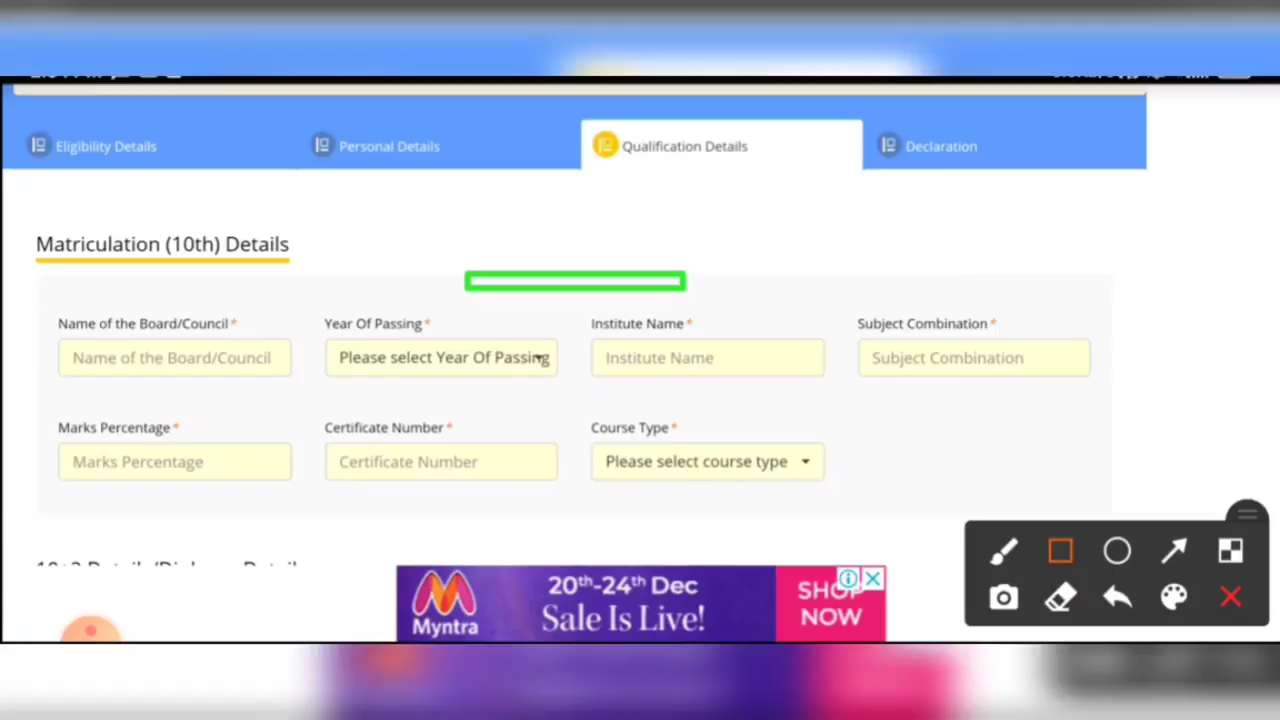 Eligibility Details
Personal Details
Qualification Details
Declaration
Matriculation (10th) Details
Name of the Board/Council*
Year Of Passing*
Institute Name*
Subject Combination*
Name of the Board/Council
Please select Year Of Passing
Institute Name
Subject Combination
Marks Percentage*
Certificate Number*
Course Type*
Marks Percentage
Certificate Number
Please select course type
Myntra
20th-24th Dec
Sale Is Live!
SHOP
NOW